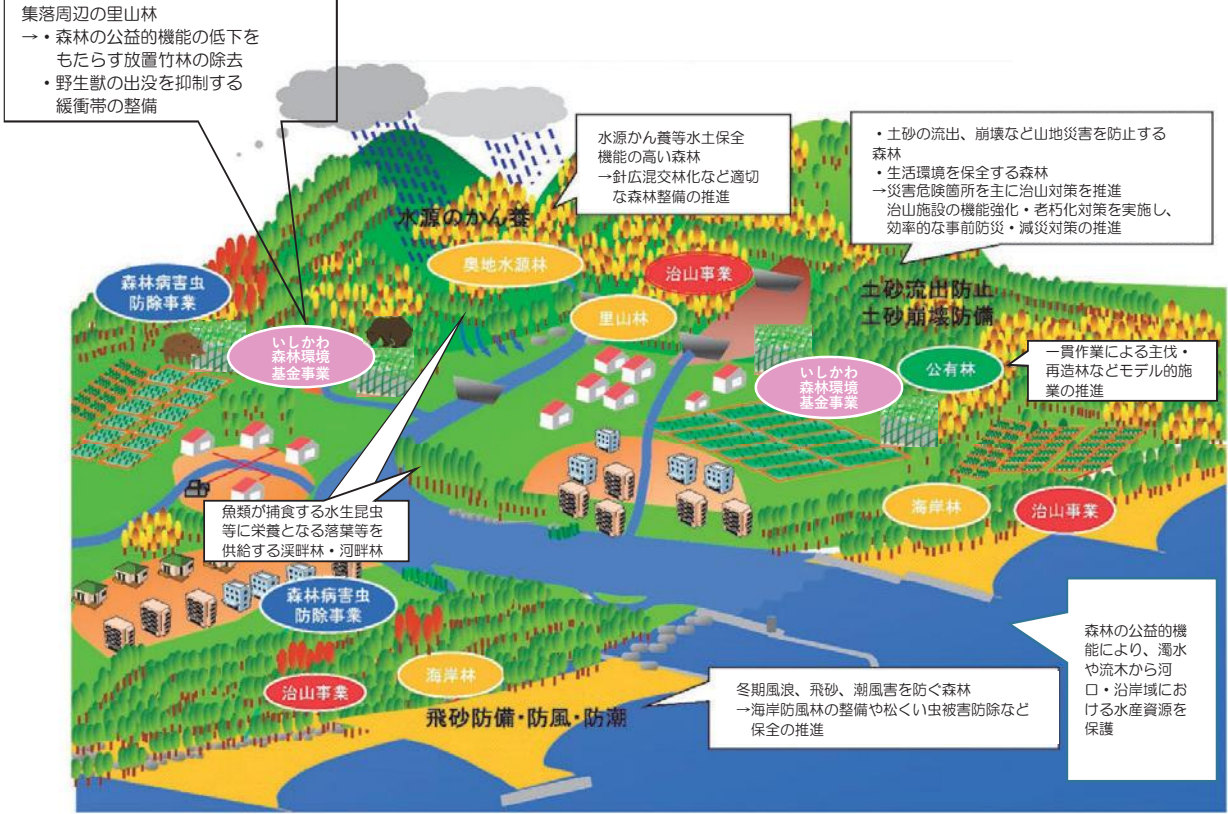 集落周辺の里山林
→・森林の公益的機能の低下を
もたらす放置竹林の除去
・野生獣の出没を抑制する
緩衝帯の整備
水源かん養等水土保全
機能の高い森林
→針広混交林化など適切
な森林整備の推進
・土砂の流出、崩壊など山地災害を防止する
森林
・生活環境を保全する森林
→災害危険箇所を主に治山対策を推進
治山施設の機能強化・老朽化対策を実施し、
効率的な事前防災・減災対策の推進
水源のかん養
奥地水源林
治山事業
森林病害虫
防除事業
土砂流出防止
土砂崩壊防備
里山林
いしかわ
森林環境
基金事業
いしかわ
森林環境
基金事業
公有林
一貫作業による主伐・
再造林などモデル的施
業の推進
魚類が捕食する水生昆虫
等に栄養となる落葉等を
供給する渓畔林・河畔林
海岸林
治山事業
森林病害虫
防除事業
海岸林
治山事業
飛砂防備・防風・防潮
冬期風浪、飛砂、潮風害を防ぐ森林
→海岸防風林の整備や松くい虫被害防除など
保全の推進
森林の公益的機
能により、濁水
や流木から河
口・沿岸域にお
ける水産資源を
保護